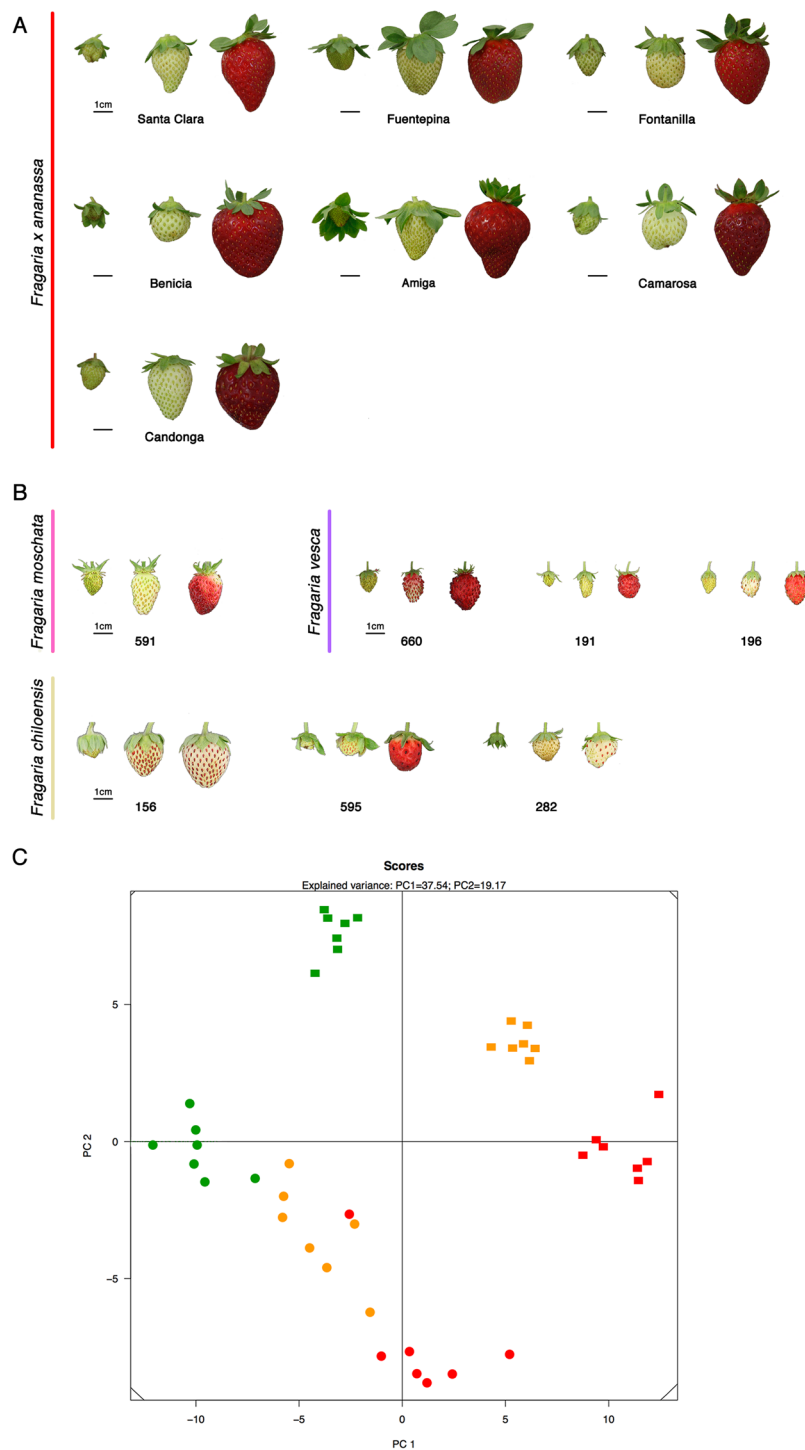 A
1cm
Santa Clara
Fuentepina
Fontanilla
Fragaria x ananassa
Benicia
Amiga
Camarosa
Candonga
B
Fragaria moschata
1cm
591
Fragaria vesca
1cm
660
191
196
Fragaria chiloensis
1cm
156
595
282
C
Scores
Explained variance: PC1=37.54; PC2=19.17
PC 2
5
0
−5
−10
−5
0
5
10
PC 1